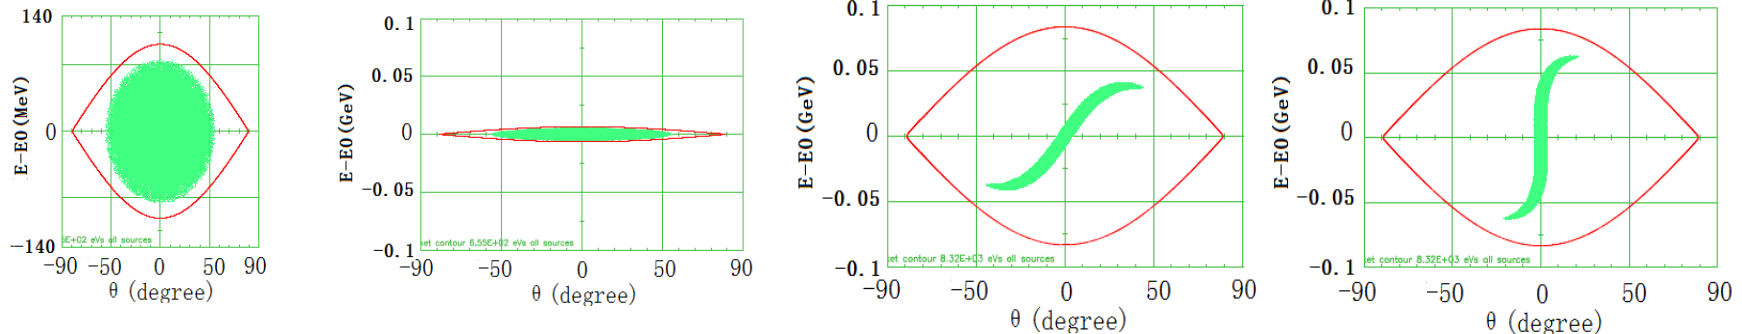 140
0
-140
E-E0(MeV)
5E+02 eVs all sources
-90 -50 0 50 90
θ (degree)
0.1
0.05
0
-0.05
-0.1
E-E0(GeV)
ket contour 6.55E+02 eVs all sources
-90 -50 0 50 90
θ (degree)
0.1
0.05
0
-0.05
-0.1
E-E0(GeV)
ket contour 8.32E+03 eVs all sources
-90 -50 0 50 90
θ (degree)
0.1
0.05
0
-0.05
-0.1
E-E0(GeV)
ket contour 8.32E+03 eVs all sources
-90 -50 0 50 90
θ (degree)